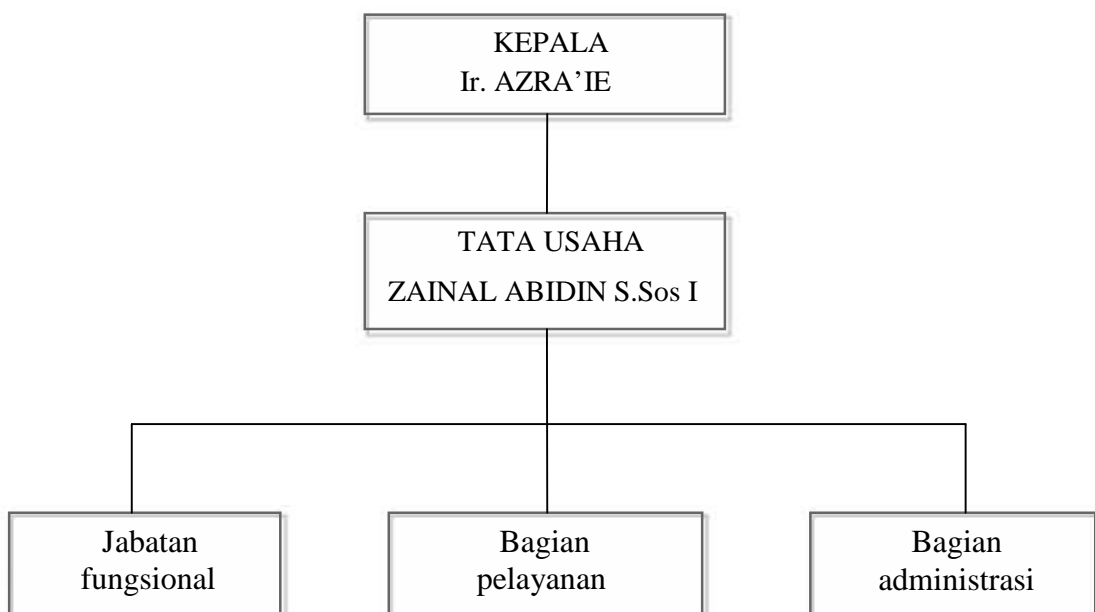 KEPALA
Ir. AZRA’IE
TATA USAHA
ZAINAL ABIDIN S.Sos I
Jabatan
fungsional
Bagian
pelayanan
Bagian
administrasi